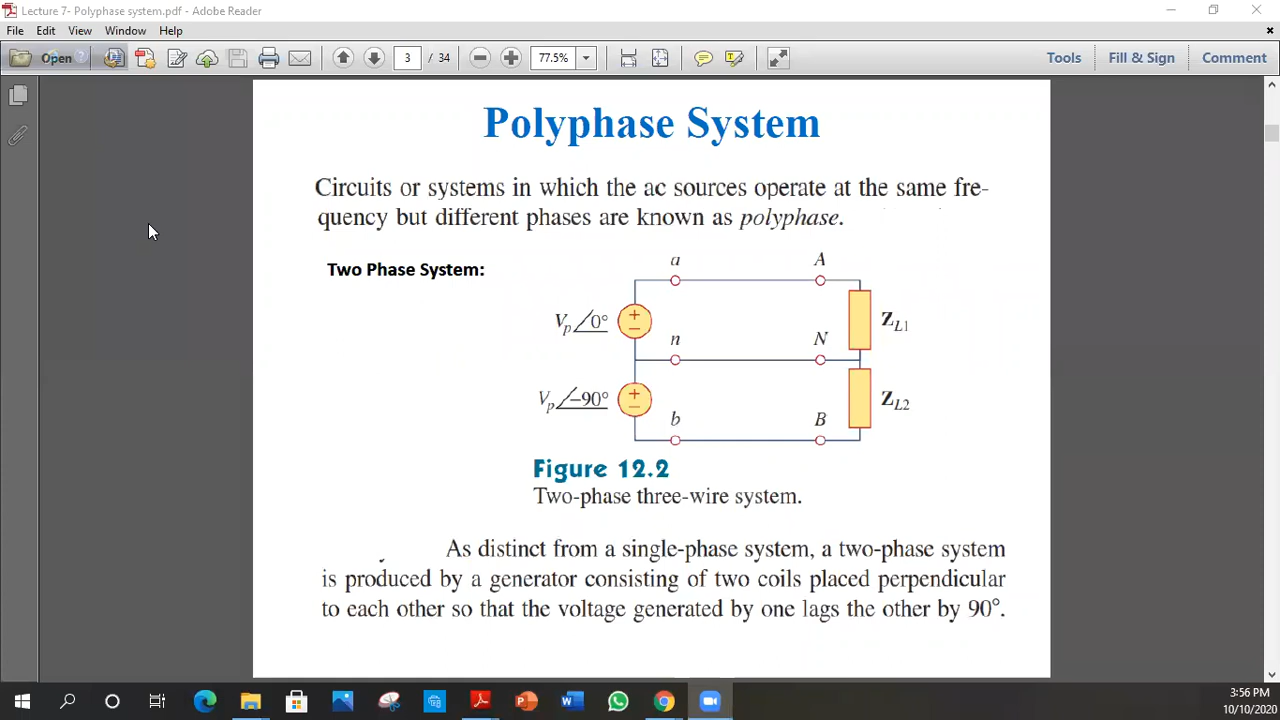 Lecture 7- Polyphase system.pdf - Adobe Reader
File Edit View Window Help
Open 3 / 34 77.5% Tools Fill & Sign Comment
Polyphase System
Circuits or systems in which the ac sources operate at the same fre-
quency but different phases are known as polyphase.
Two Phase System:
a A
Vp∠0° + − ZL1
n N
Vp∠−90° + − ZL2
b B
Figure 12.2
Two-phase three-wire system.
As distinct from a single-phase system, a two-phase system
is produced by a generator consisting of two coils placed perpendicular
to each other so that the voltage generated by one lags the other by 90°.
3:56 PM
10/10/2020